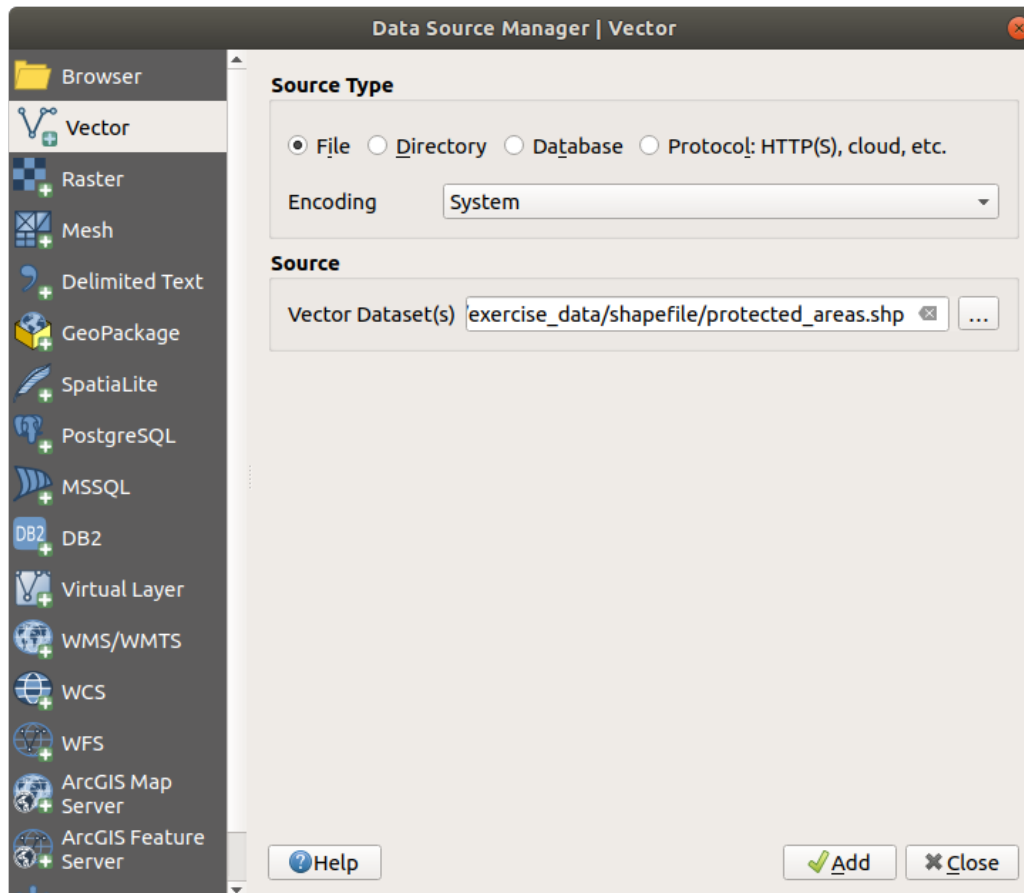 Data Source Manager | Vector
Browser
Vector
Raster
Mesh
Delimited Text
GeoPackage
SpatiaLite
PostgreSQL
MSSQL
DB2
DB2
Virtual Layer
WMS/WMTS
WCS
WFS
ArcGIS Map
Server
ArcGIS Feature
Server
Source Type
File Directory Database Protocol: HTTP(S), cloud, etc.
Encoding System
Source
Vector Dataset(s) exercise_data/shapefile/protected_areas.shp ...
Help Add Close